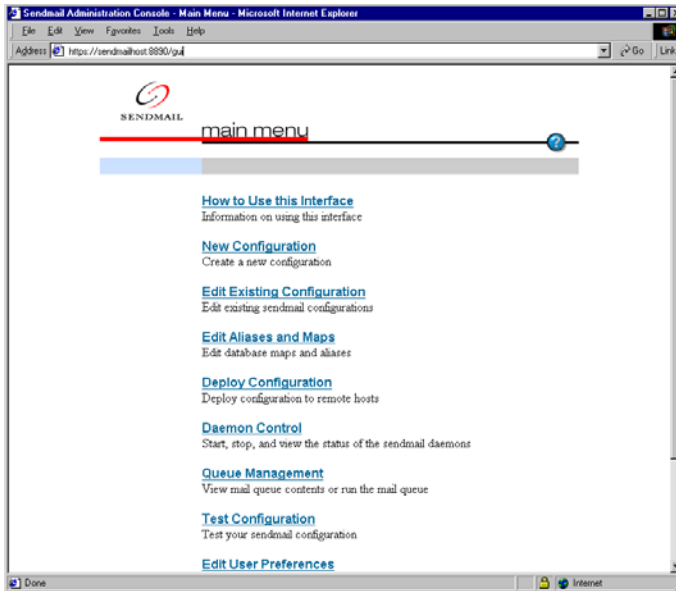 Sendmail Administration Console - Main Menu - Microsoft Internet Explorer
File Edit View Favorites Tools Help
Address https://sendmailhost:8890/gui Go Link
SENDMAIL
main menu
?
How to Use this Interface
Information on using this interface
New Configuration
Create a new configuration
Edit Existing Configuration
Edit existing sendmail configurations
Edit Aliases and Maps
Edit database maps and aliases
Deploy Configuration
Deploy configuration to remote hosts
Daemon Control
Start, stop, and view the status of the sendmail daemons
Queue Management
View mail queue contents or run the mail queue
Test Configuration
Test your sendmail configuration
Edit User Preferences
Done Internet